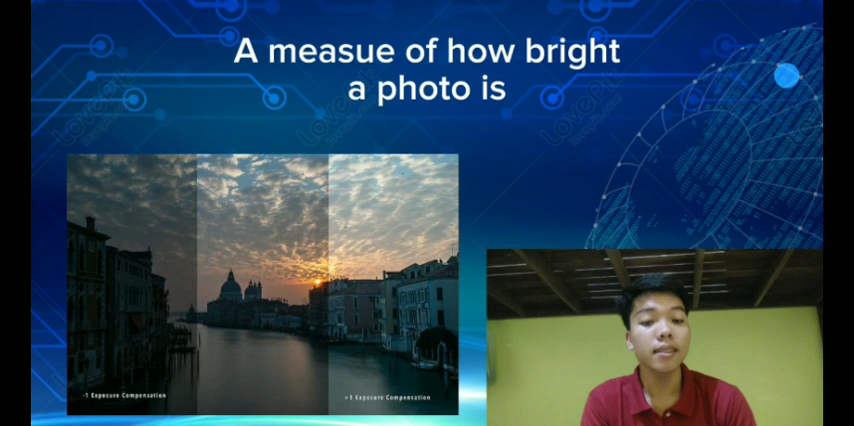 A measue of how bright
a photo is
-1 Exposure Compensation
+1 Exposure Compensation